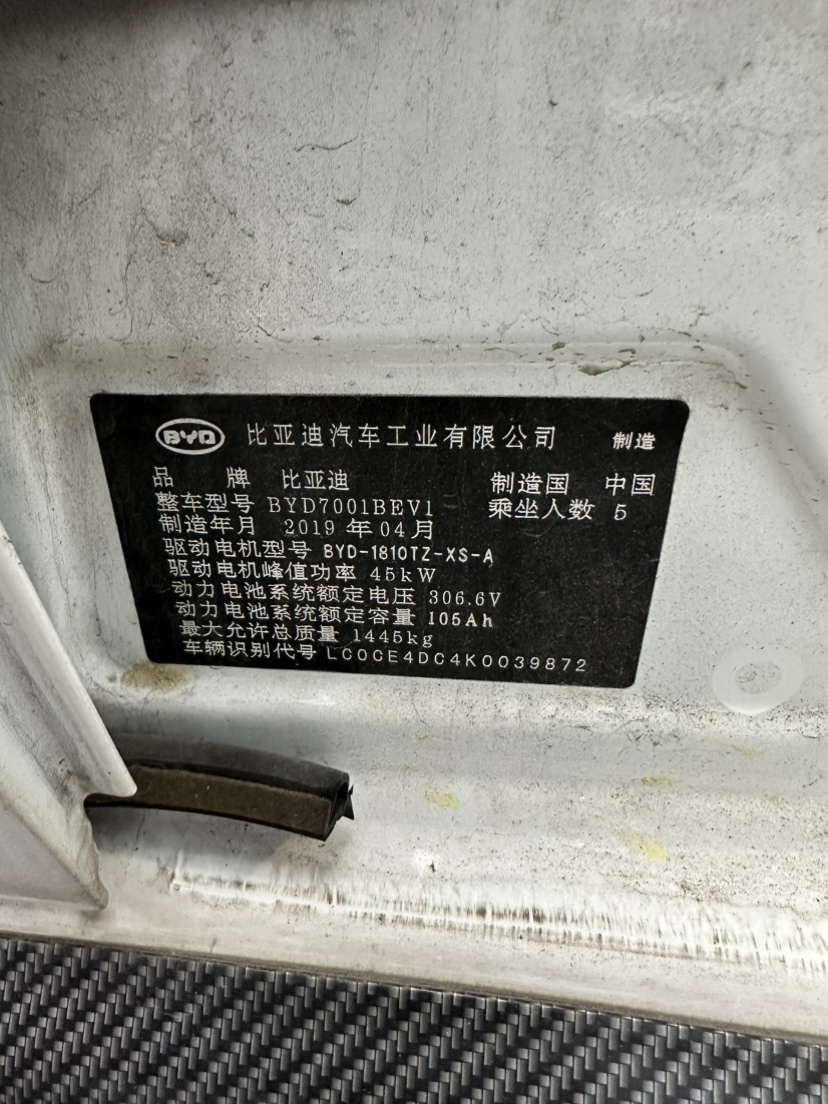 BYD 比亚迪汽车工业有限公司 制造
品 牌 比亚迪 制造国 中国
整车型号 BYD7001BEV1 乘坐人数 5
制造年月 2019 年 04 月
驱动电机型号 BYD-1810TZ-XS-A
驱动电机峰值功率 45kW
动力电池系统额定电压 306.6V
动力电池系统额定容量 105Ah
最大允许总质量 1445kg
车辆识别代号 LC0CE4DC4K0039872